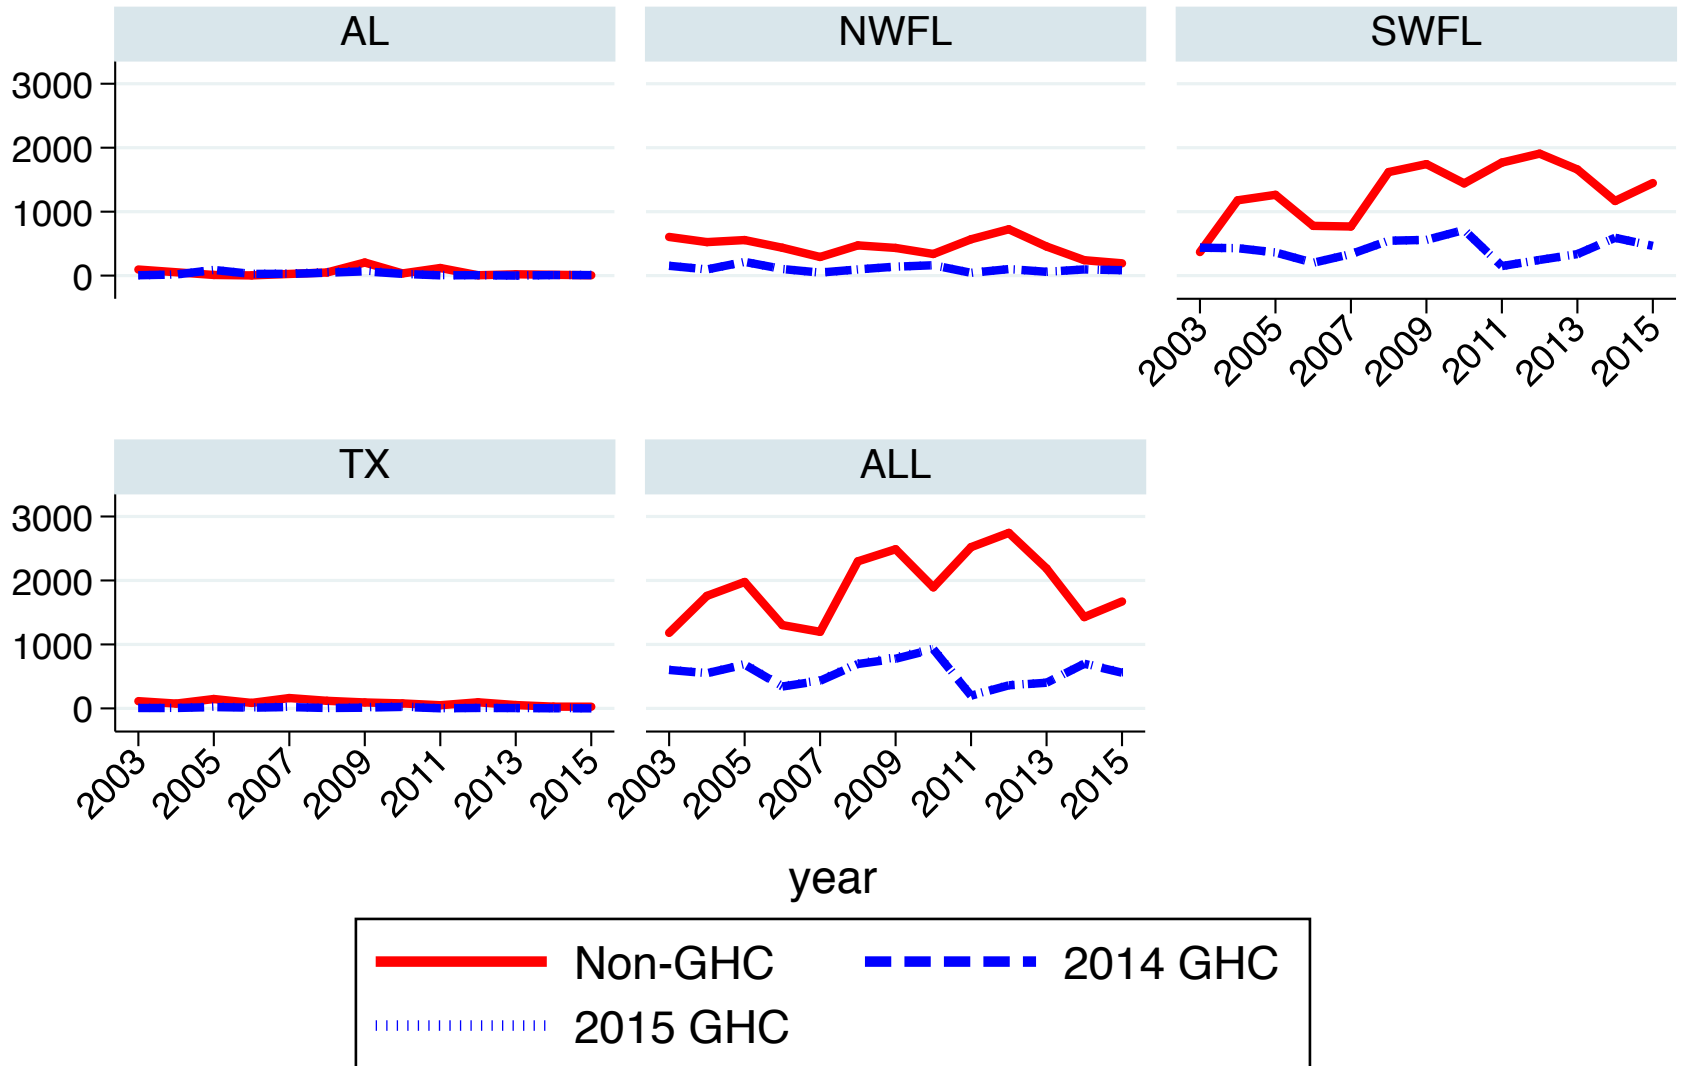 AL NWFL SWFL
3000
2000
1000
0
2003 2005 2007 2009 2011 2013 2015
TX ALL
3000
2000
1000
0
2003 2005 2007 2009 2011 2013 2015 2003 2005 2007 2009 2011 2013 2015
year
Non-GHC 2014 GHC
2015 GHC